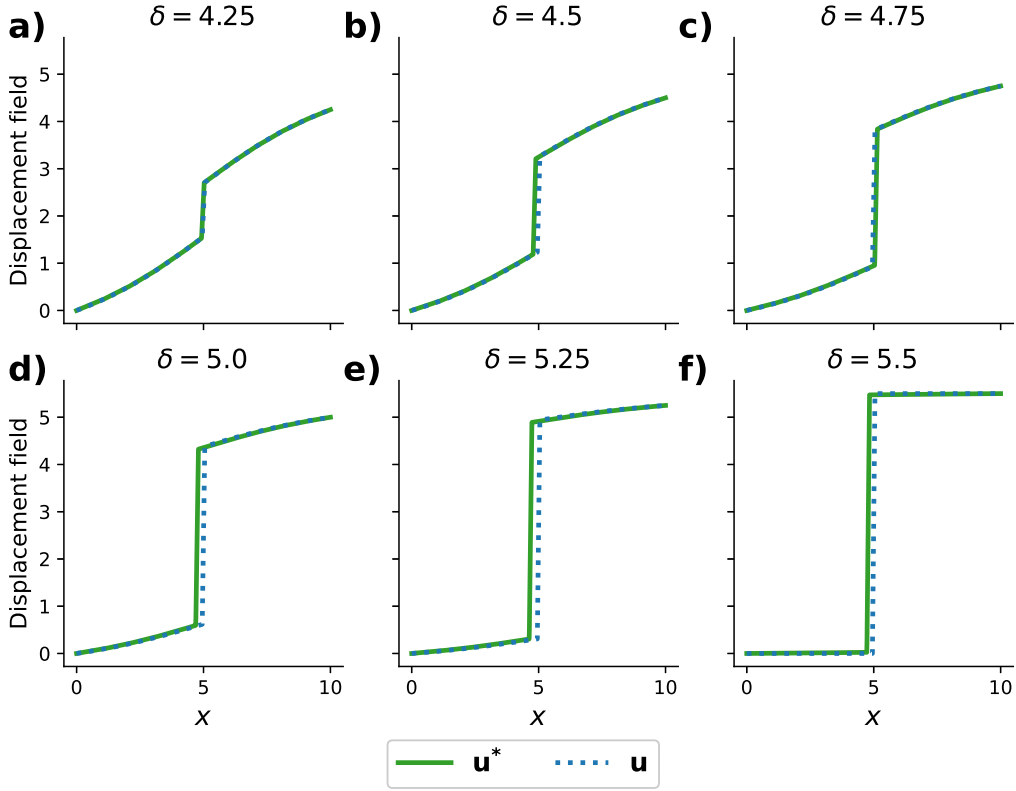 a) δ = 4.25
b) δ = 4.5
c) δ = 4.75
Displacement field
5
4
3
2
1
0
d) δ = 5.0
e) δ = 5.25
f) δ = 5.5
Displacement field
5
4
3
2
1
0
0 5 10
0 5 10
0 5 10
x
x
x
u* u